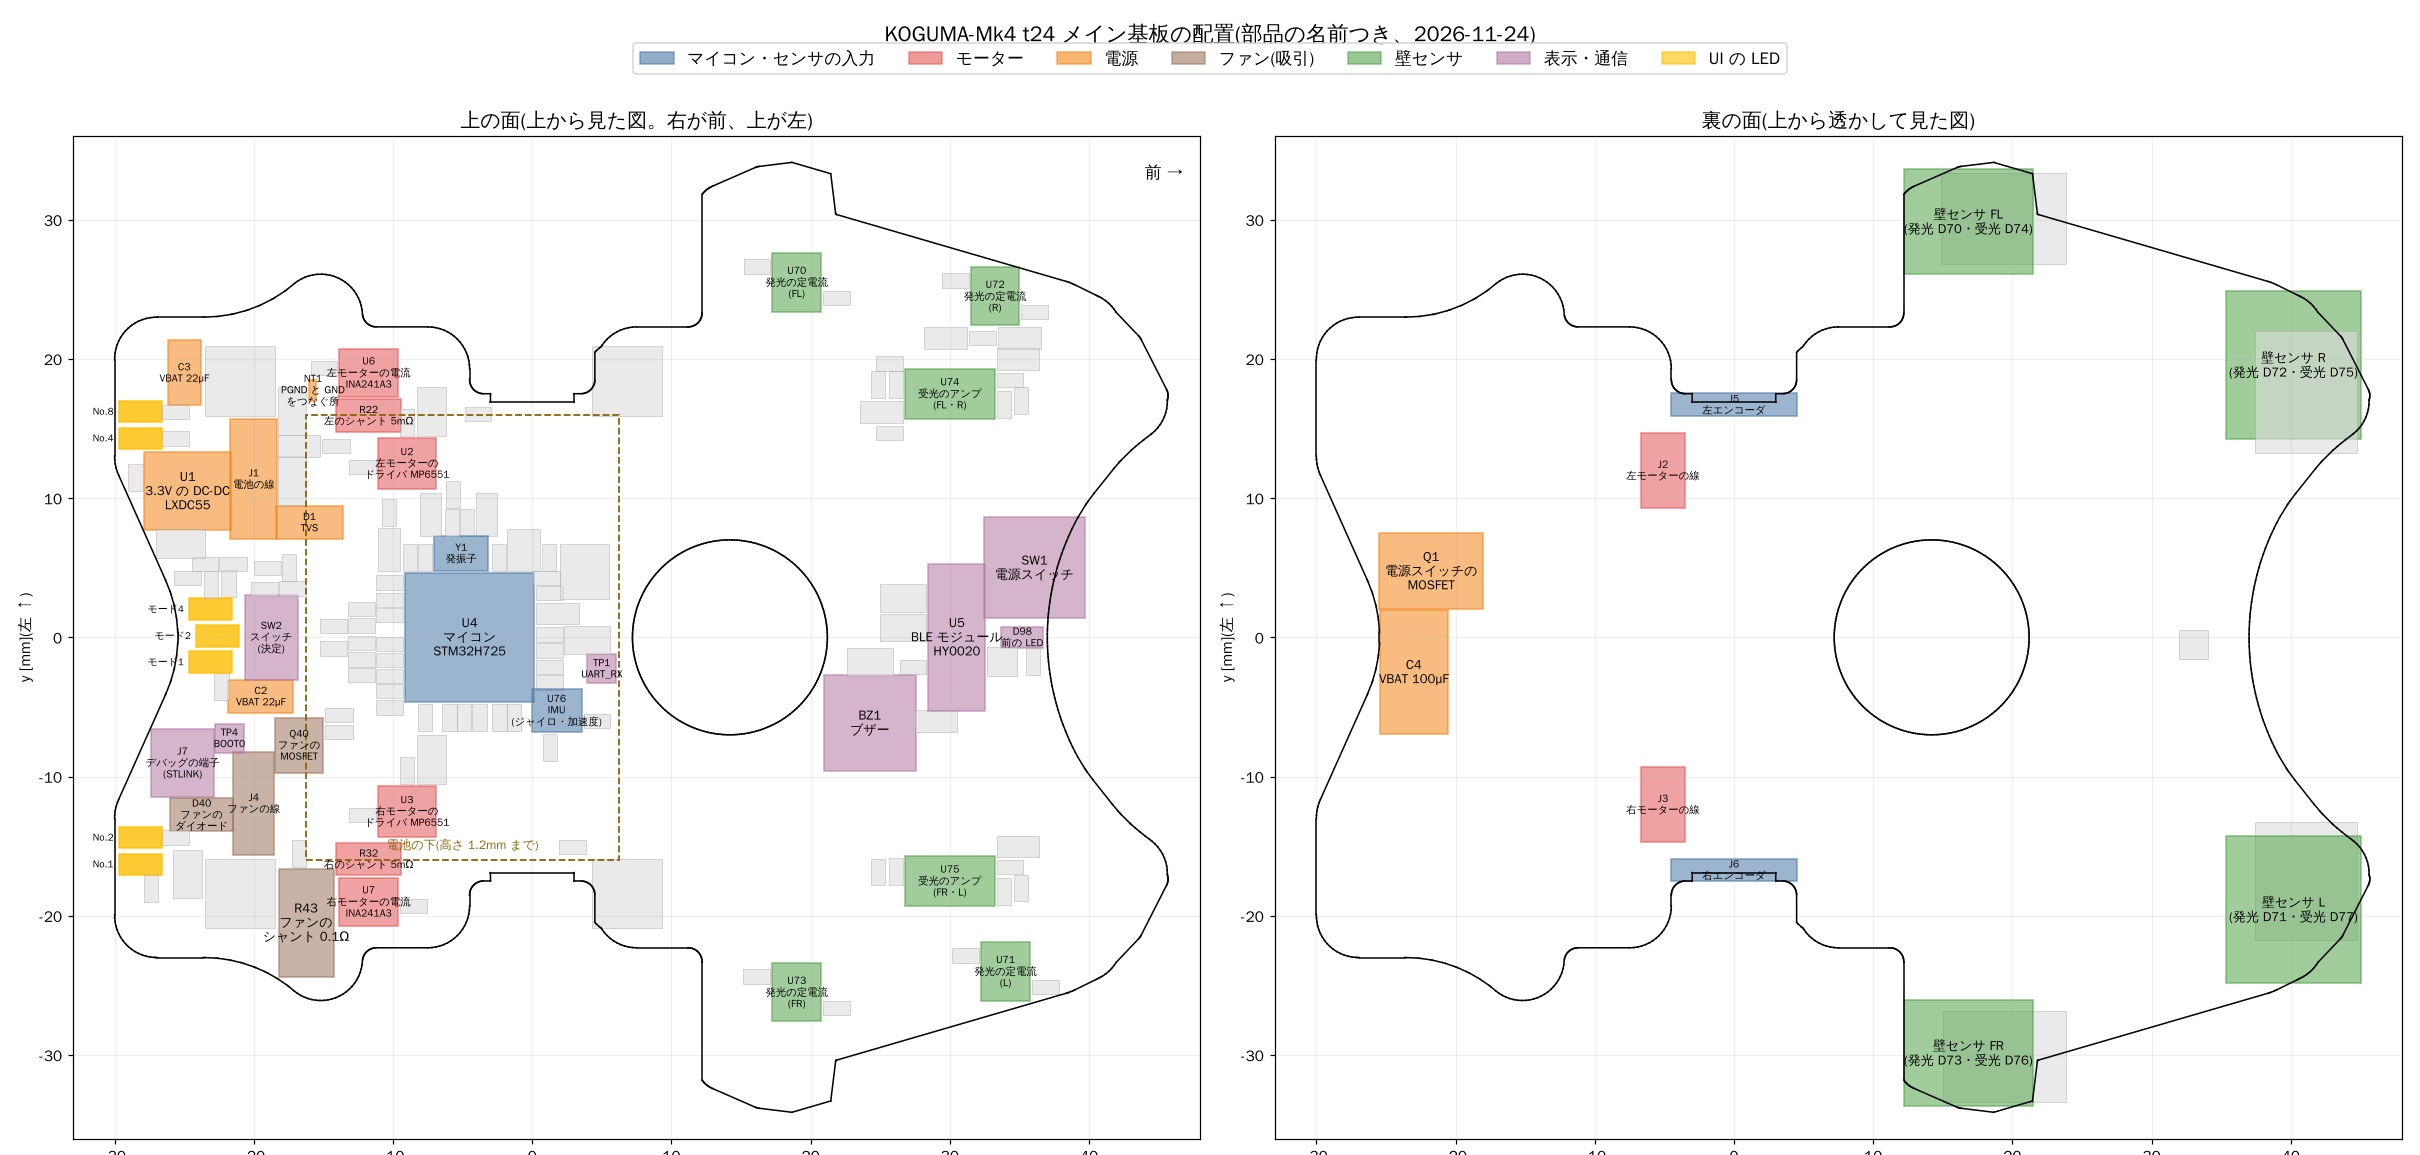 KOGUMA-Mk4 t24 メイン基板の配置(部品の名前つき、2026-11-24)
マイコン・センサの入力
モーター
電源
ファン(吸引)
壁センサ
表示・通信
UI の LED
上の面(上から見た図。右が前、上が左)
前 →
y [mm](左 ↑)
30
20
10
0
-10
-20
-30
U70
発光の定電流
(FL)
U72
発光の定電流
(R)
C3
VBAT 22μF
U6
左モーターの電流
INA241A3
NT1
PGND と GND
をつなぐ所
R22
左のシャント 5mΩ
No.8
No.4
U74
受光のアンプ
(FL・R)
U2
左モーターの
ドライバ MP6551
U1
3.3V の DC-DC
LXDC55
J1
電池の線
D1
TVS
Y1
発振子
SW1
電源スイッチ
モード4
モード2
モード1
SW2
スイッチ
(決定)
U4
マイコン
STM32H725
U5
BLE モジュール
HY0020
D98
前の LED
TP1
UART_RX
C2
VBAT 22μF
U76
IMU
(ジャイロ・加速度)
BZ1
ブザー
TP4
BOOT0
Q40
ファンの
MOSFET
J7
デバッグの端子
(STLINK)
D40
ファンの
ダイオード
J4
ファンの線
U3
右モーターの
ドライバ MP6551
No.2
No.1
電池の下(高さ 1.2mm まで)
R32
右のシャント 5mΩ
U75
受光のアンプ
(FR・L)
U7
右モーターの電流
INA241A3
R43
ファンの
シャント 0.1Ω
U71
発光の定電流
(L)
U73
発光の定電流
(FR)
裏の面(上から透かして見た図)
y [mm](左 ↑)
30
20
10
0
-10
-20
-30
壁センサ FL
(発光 D70・受光 D74)
壁センサ R
(発光 D72・受光 D75)
J5
左エンコーダ
J2
左モーターの線
Q1
電源スイッチの
MOSFET
C4
VBAT 100μF
J3
右モーターの線
J6
右エンコーダ
壁センサ L
(発光 D71・受光 D77)
壁センサ FR
(発光 D73・受光 D76)